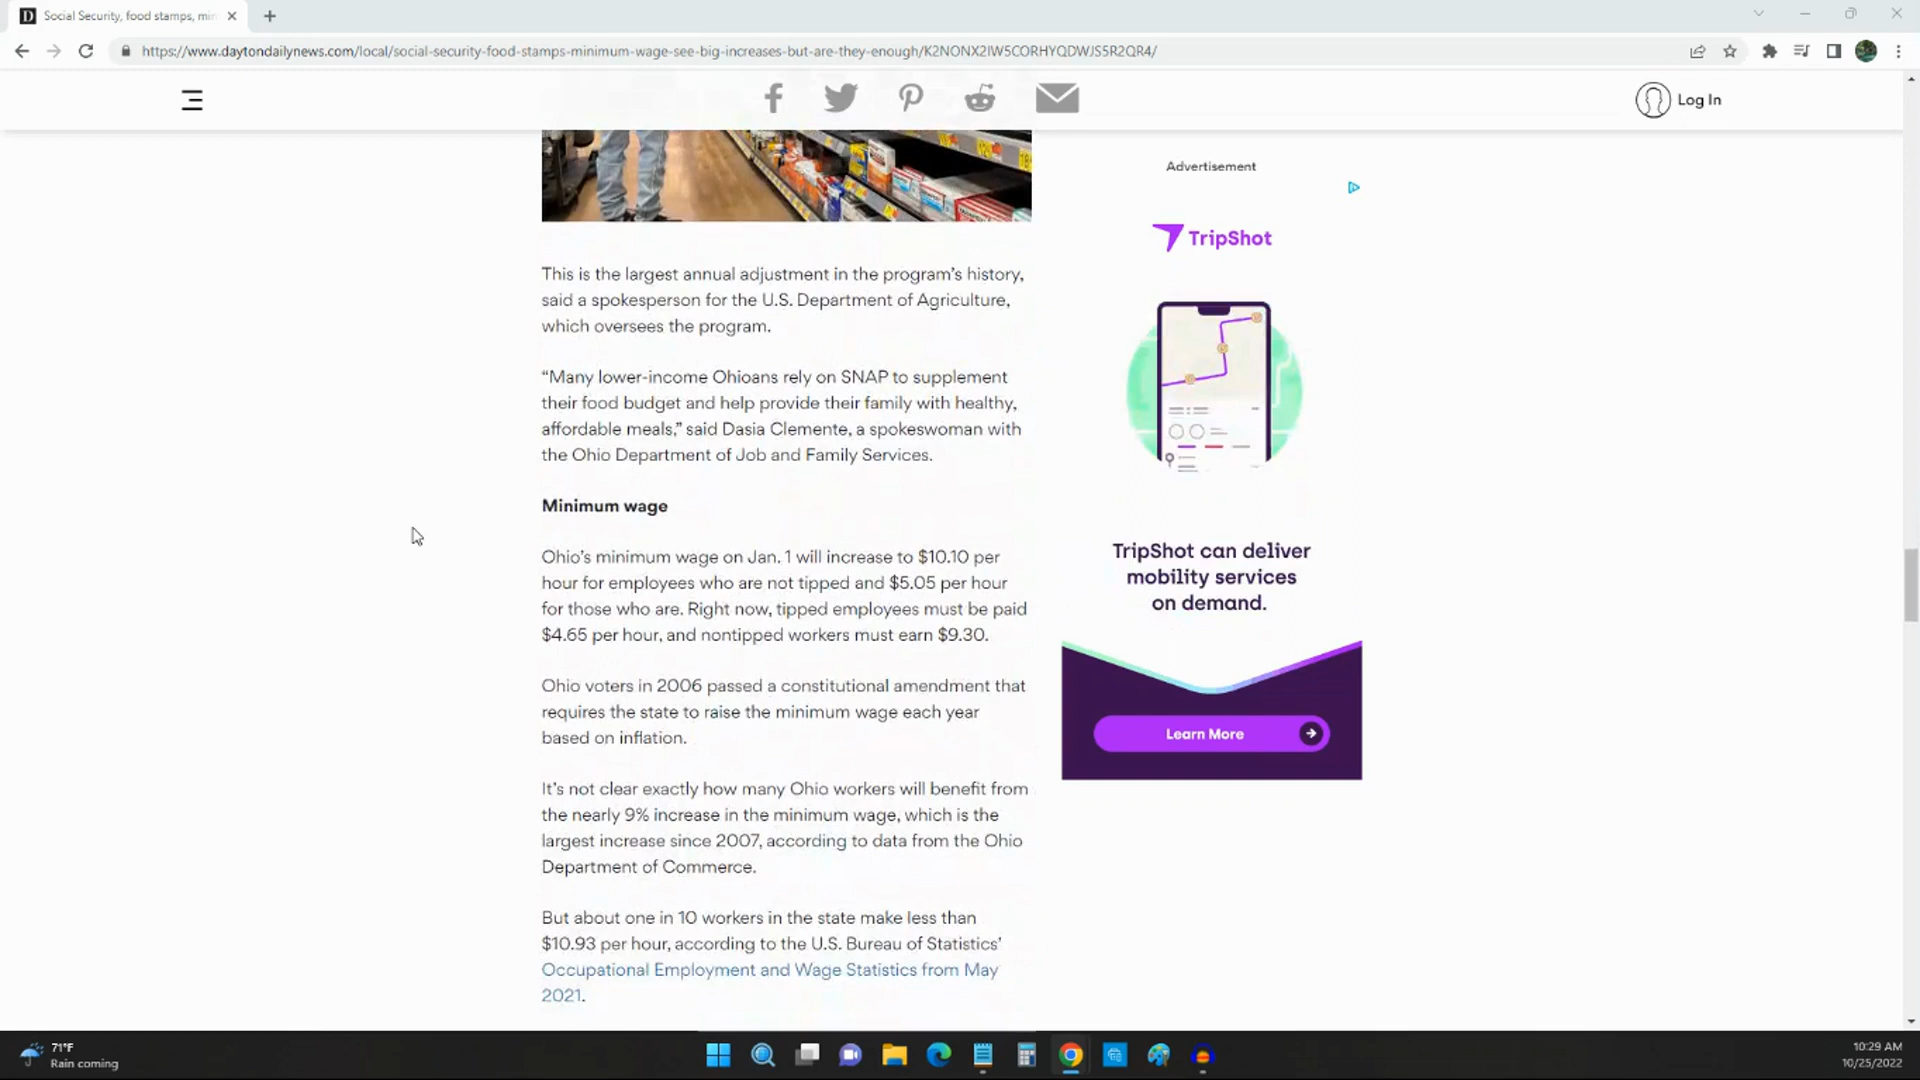 Social Security, food stamps, min
https://www.daytondailynews.com/local/social-security-food-stamps-minimum-wage-see-big-increases-but-are-they-enough/K2NONX2IW5CORHYQDWJS5R2QR4/
Log In
This is the largest annual adjustment in the program’s history,
said a spokesperson for the U.S. Department of Agriculture,
which oversees the program.
“Many lower-income Ohioans rely on SNAP to supplement
their food budget and help provide their family with healthy,
affordable meals,” said Dasia Clemente, a spokeswoman with
the Ohio Department of Job and Family Services.
Minimum wage
Ohio’s minimum wage on Jan. 1 will increase to $10.10 per
hour for employees who are not tipped and $5.05 per hour
for those who are. Right now, tipped employees must be paid
$4.65 per hour, and nontipped workers must earn $9.30.
Ohio voters in 2006 passed a constitutional amendment that
requires the state to raise the minimum wage each year
based on inflation.
It’s not clear exactly how many Ohio workers will benefit from
the nearly 9% increase in the minimum wage, which is the
largest increase since 2007, according to data from the Ohio
Department of Commerce.
But about one in 10 workers in the state make less than
$10.93 per hour, according to the U.S. Bureau of Statistics’
Occupational Employment and Wage Statistics from May
2021.
Advertisement
TripShot
TripShot can deliver
mobility services
on demand.
Learn More
71°F
Rain coming
10:29 AM
10/25/2022